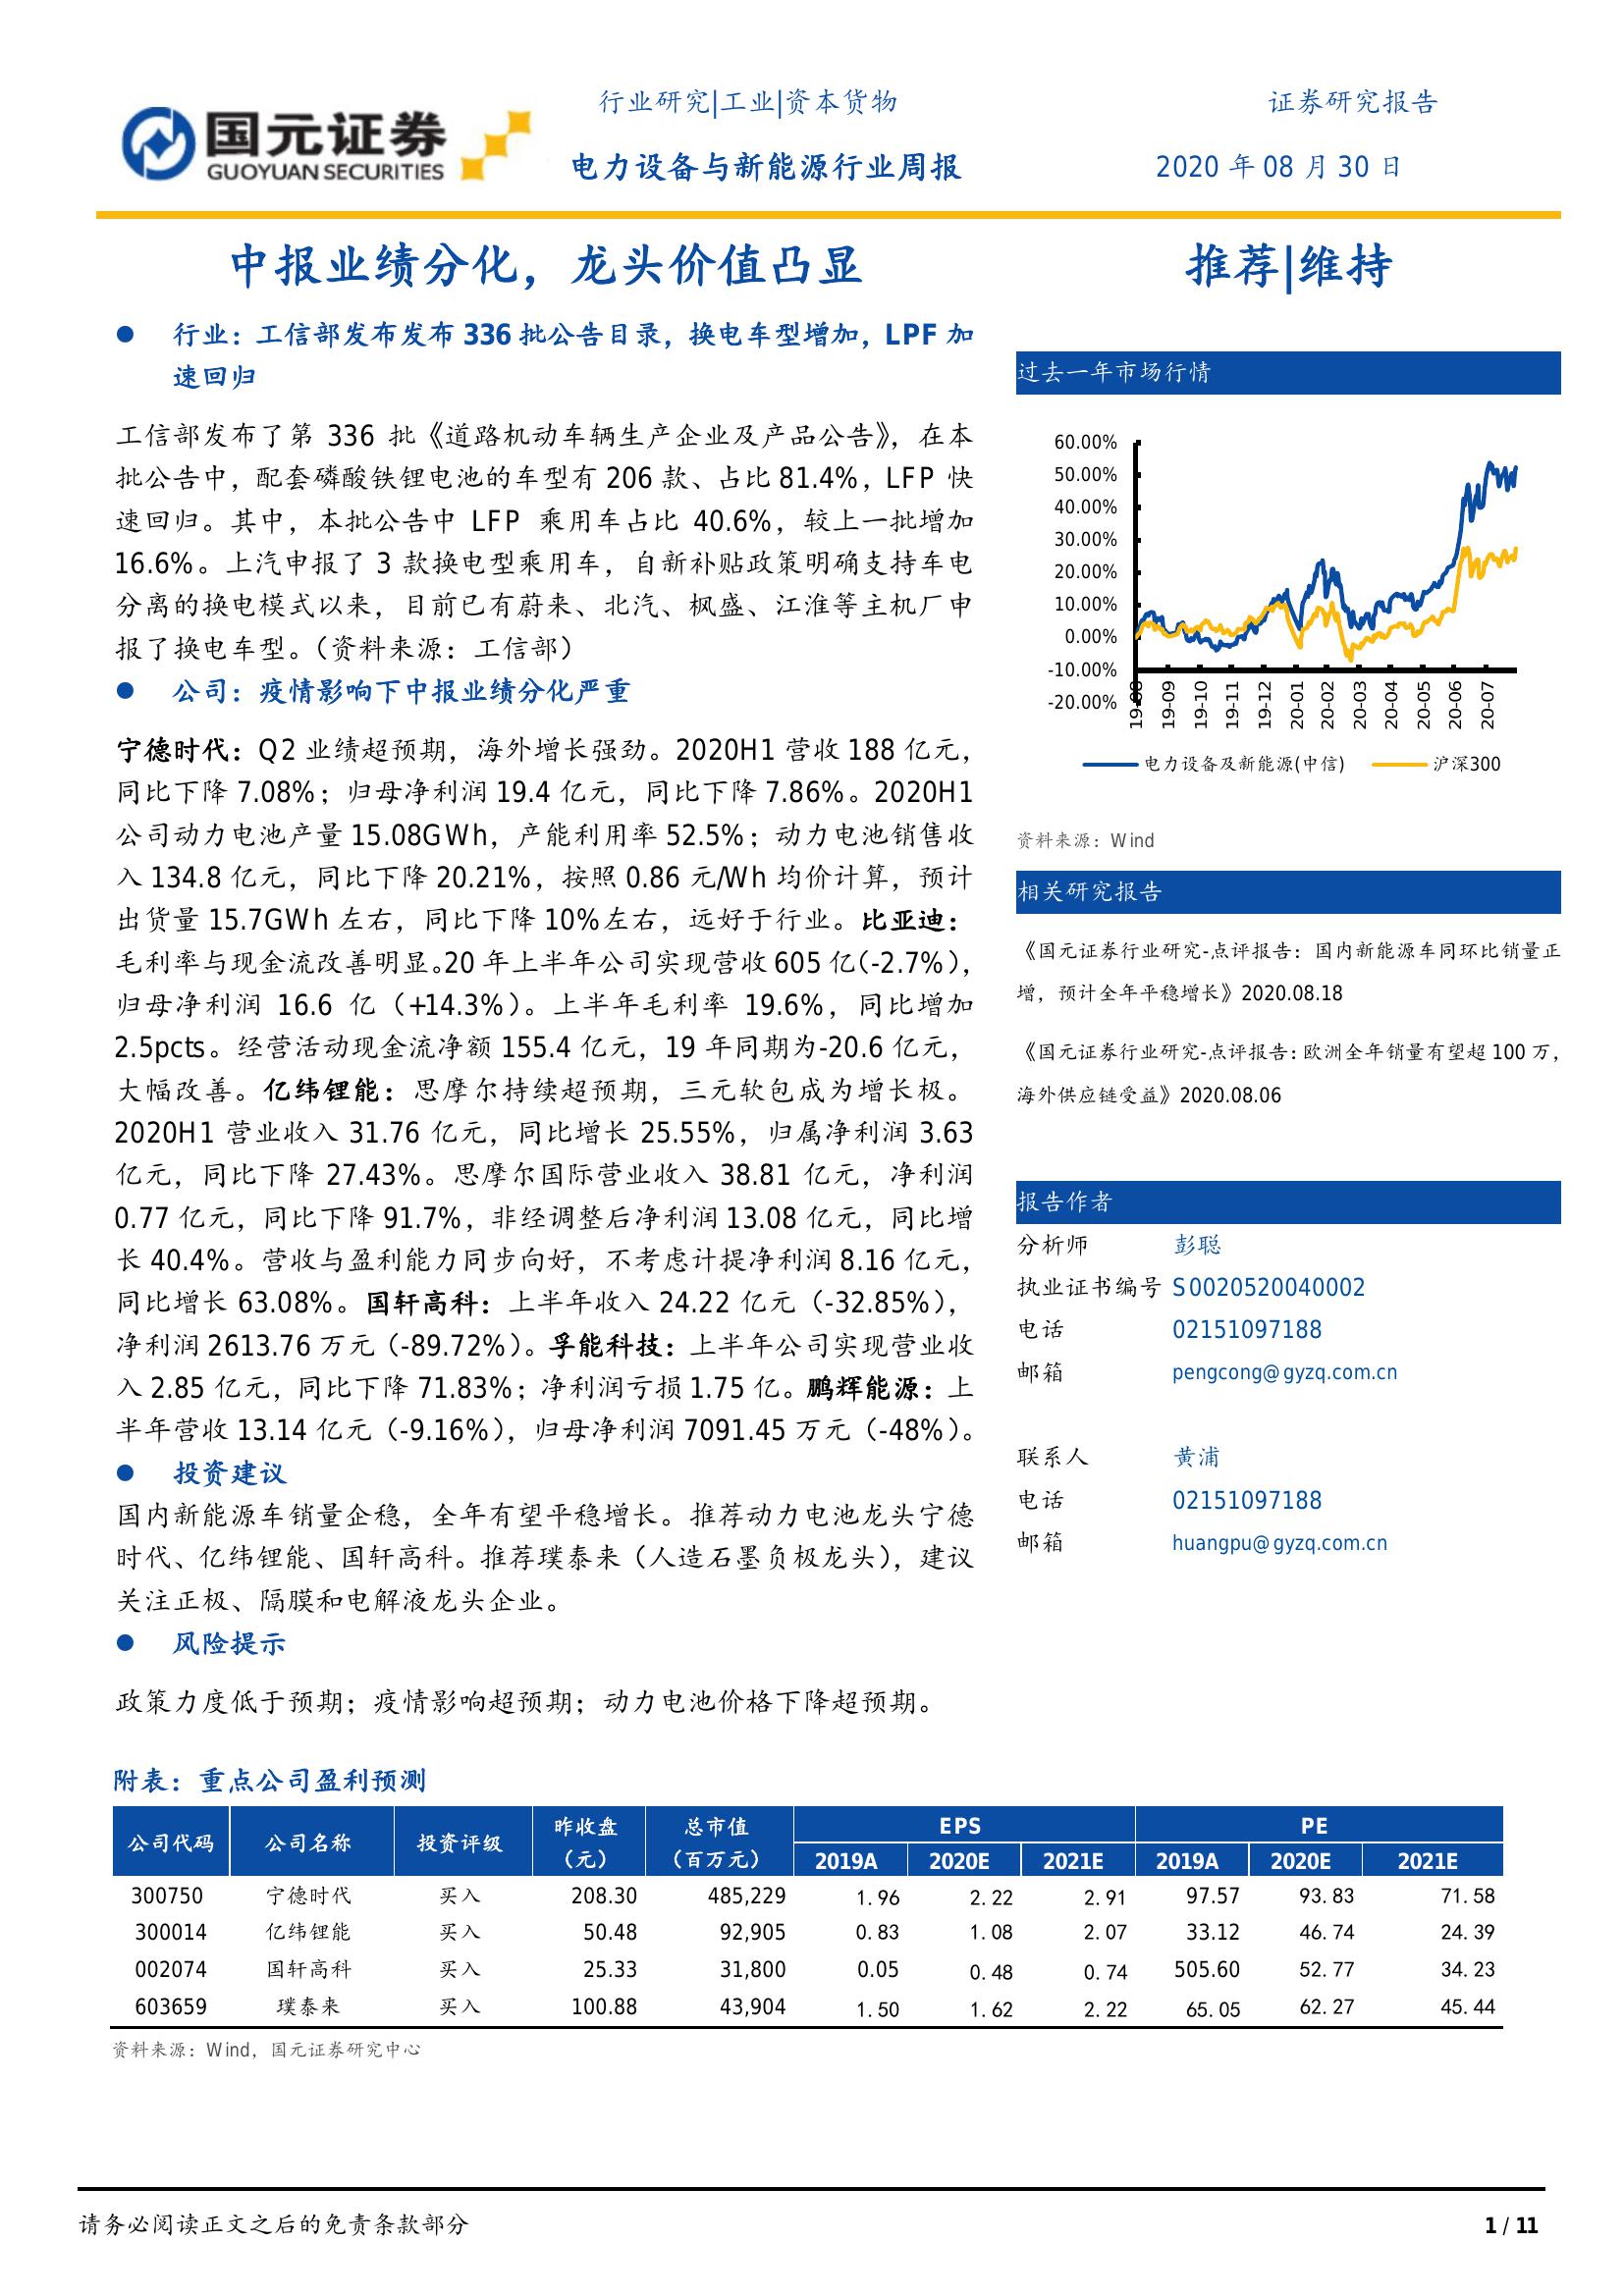 国元证券
GUOYUAN SECURITIES
行业研究|工业|资本货物
证券研究报告
电力设备与新能源行业周报
2020 年 08 月 30 日
中报业绩分化，龙头价值凸显
推荐|维持
● 行业：工信部发布发布 336 批公告目录，换电车型增加，LPF 加
速回归
工信部发布了第 336 批《道路机动车辆生产企业及产品公告》，在本
批公告中，配套磷酸铁锂电池的车型有 206 款、占比 81.4%，LFP 快
速回归。其中，本批公告中 LFP 乘用车占比 40.6%，较上一批增加
16.6%。上汽申报了 3 款换电型乘用车，自新补贴政策明确支持车电
分离的换电模式以来，目前已有蔚来、北汽、枫盛、江淮等主机厂申
报了换电车型。（资料来源：工信部）
● 公司：疫情影响下中报业绩分化严重
宁德时代：Q2 业绩超预期，海外增长强劲。2020H1 营收 188 亿元，
同比下降 7.08%；归母净利润 19.4 亿元，同比下降 7.86%。2020H1
公司动力电池产量 15.08GWh，产能利用率 52.5%；动力电池销售收
入 134.8 亿元，同比下降 20.21%，按照 0.86 元/Wh 均价计算，预计
出货量 15.7GWh 左右，同比下降 10%左右，远好于行业。比亚迪：
毛利率与现金流改善明显。20 年上半年公司实现营收 605 亿（-2.7%），
归母净利润 16.6 亿（+14.3%）。上半年毛利率 19.6%，同比增加
2.5pcts。经营活动现金流净额 155.4 亿元，19 年同期为-20.6 亿元，
大幅改善。亿纬锂能：思摩尔持续超预期，三元软包成为增长极。
2020H1 营业收入 31.76 亿元，同比增长 25.55%，归属净利润 3.63
亿元，同比下降 27.43%。思摩尔国际营业收入 38.81 亿元，净利润
0.77 亿元，同比下降 91.7%，非经调整后净利润 13.08 亿元，同比增
长 40.4%。营收与盈利能力同步向好，不考虑计提净利润 8.16 亿元，
同比增长 63.08%。国轩高科：上半年收入 24.22 亿元（-32.85%），
净利润 2613.76 万元（-89.72%）。孚能科技：上半年公司实现营业收
入 2.85 亿元，同比下降 71.83%；净利润亏损 1.75 亿。鹏辉能源：上
半年营收 13.14 亿元（-9.16%），归母净利润 7091.45 万元（-48%）。
● 投资建议
国内新能源车销量企稳，全年有望平稳增长。推荐动力电池龙头宁德
时代、亿纬锂能、国轩高科。推荐璞泰来（人造石墨负极龙头），建议
关注正极、隔膜和电解液龙头企业。
● 风险提示
政策力度低于预期；疫情影响超预期；动力电池价格下降超预期。
过去一年市场行情
60.00%
50.00%
40.00%
30.00%
20.00%
10.00%
0.00%
-10.00%
-20.00%
19-08 19-09 19-10 19-11 19-12 20-01 20-02 20-03 20-04 20-05 20-06 20-07
电力设备及新能源(中信) 沪深300
资料来源：Wind
相关研究报告
《国元证券行业研究-点评报告：国内新能源车同环比销量正
增，预计全年平稳增长》2020.08.18
《国元证券行业研究-点评报告：欧洲全年销量有望超 100 万，
海外供应链受益》2020.08.06
报告作者
分析师 彭聪
执业证书编号 S0020520040002
电话 02151097188
邮箱 pengcong@gyzq.com.cn
联系人 黄浦
电话 02151097188
邮箱 huangpu@gyzq.com.cn
附表：重点公司盈利预测
公司代码 公司名称 投资评级 昨收盘（元） 总市值（百万元） EPS PE
2019A 2020E 2021E 2019A 2020E 2021E
300750 宁德时代 买入 208.30 485,229 1.96 2.22 2.91 97.57 93.83 71.58
300014 亿纬锂能 买入 50.48 92,905 0.83 1.08 2.07 33.12 46.74 24.39
002074 国轩高科 买入 25.33 31,800 0.05 0.48 0.74 505.60 52.77 34.23
603659 璞泰来 买入 100.88 43,904 1.50 1.62 2.22 65.05 62.27 45.44
资料来源：Wind，国元证券研究中心
请务必阅读正文之后的免责条款部分
1 / 11